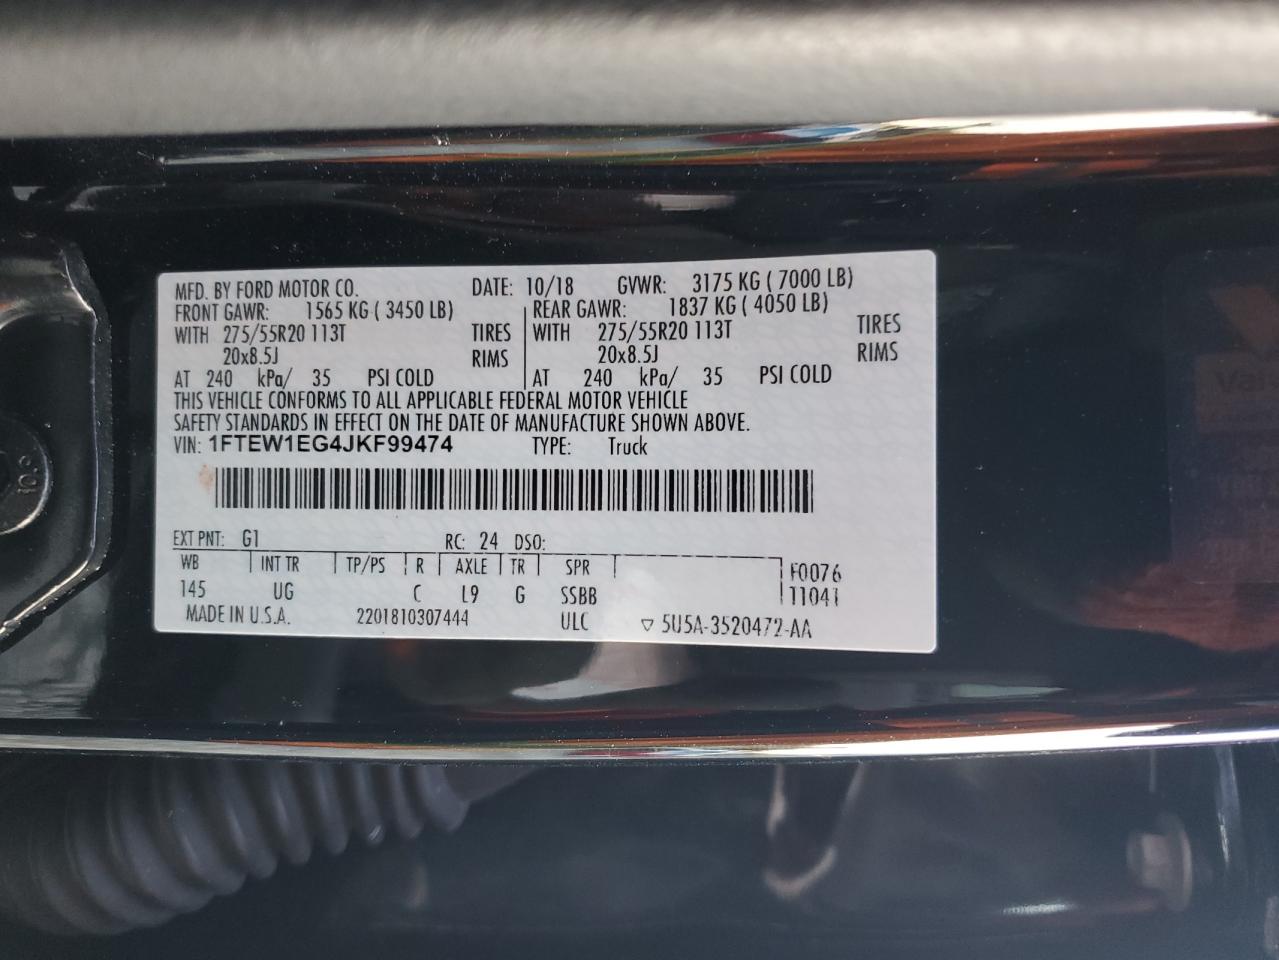 MFD. BY FORD MOTOR CO. DATE: 10/18 GVWR: 3175 KG ( 7000 LB)
FRONT GAWR: 1565 KG ( 3450 LB) REAR GAWR: 1837 KG ( 4050 LB)
WITH 275/55R20 113T TIRES WITH 275/55R20 113T TIRES
20x8.5J RIMS 20x8.5J RIMS
AT 240 kPa/ 35 PSI COLD AT 240 kPa/ 35 PSI COLD
THIS VEHICLE CONFORMS TO ALL APPLICABLE FEDERAL MOTOR VEHICLE
SAFETY STANDARDS IN EFFECT ON THE DATE OF MANUFACTURE SHOWN ABOVE.
VIN: 1FTEW1EG4JKF99474 TYPE: Truck
EXT PNT: G1 RC: 24 DSO:
WB INT TR TP/PS R AXLE TR SPR F0076
145 UG C L9 G SSBB 11041
MADE IN U.S.A. 2201810307444 ULC ▽ 5U5A-3520472-AA
10.9